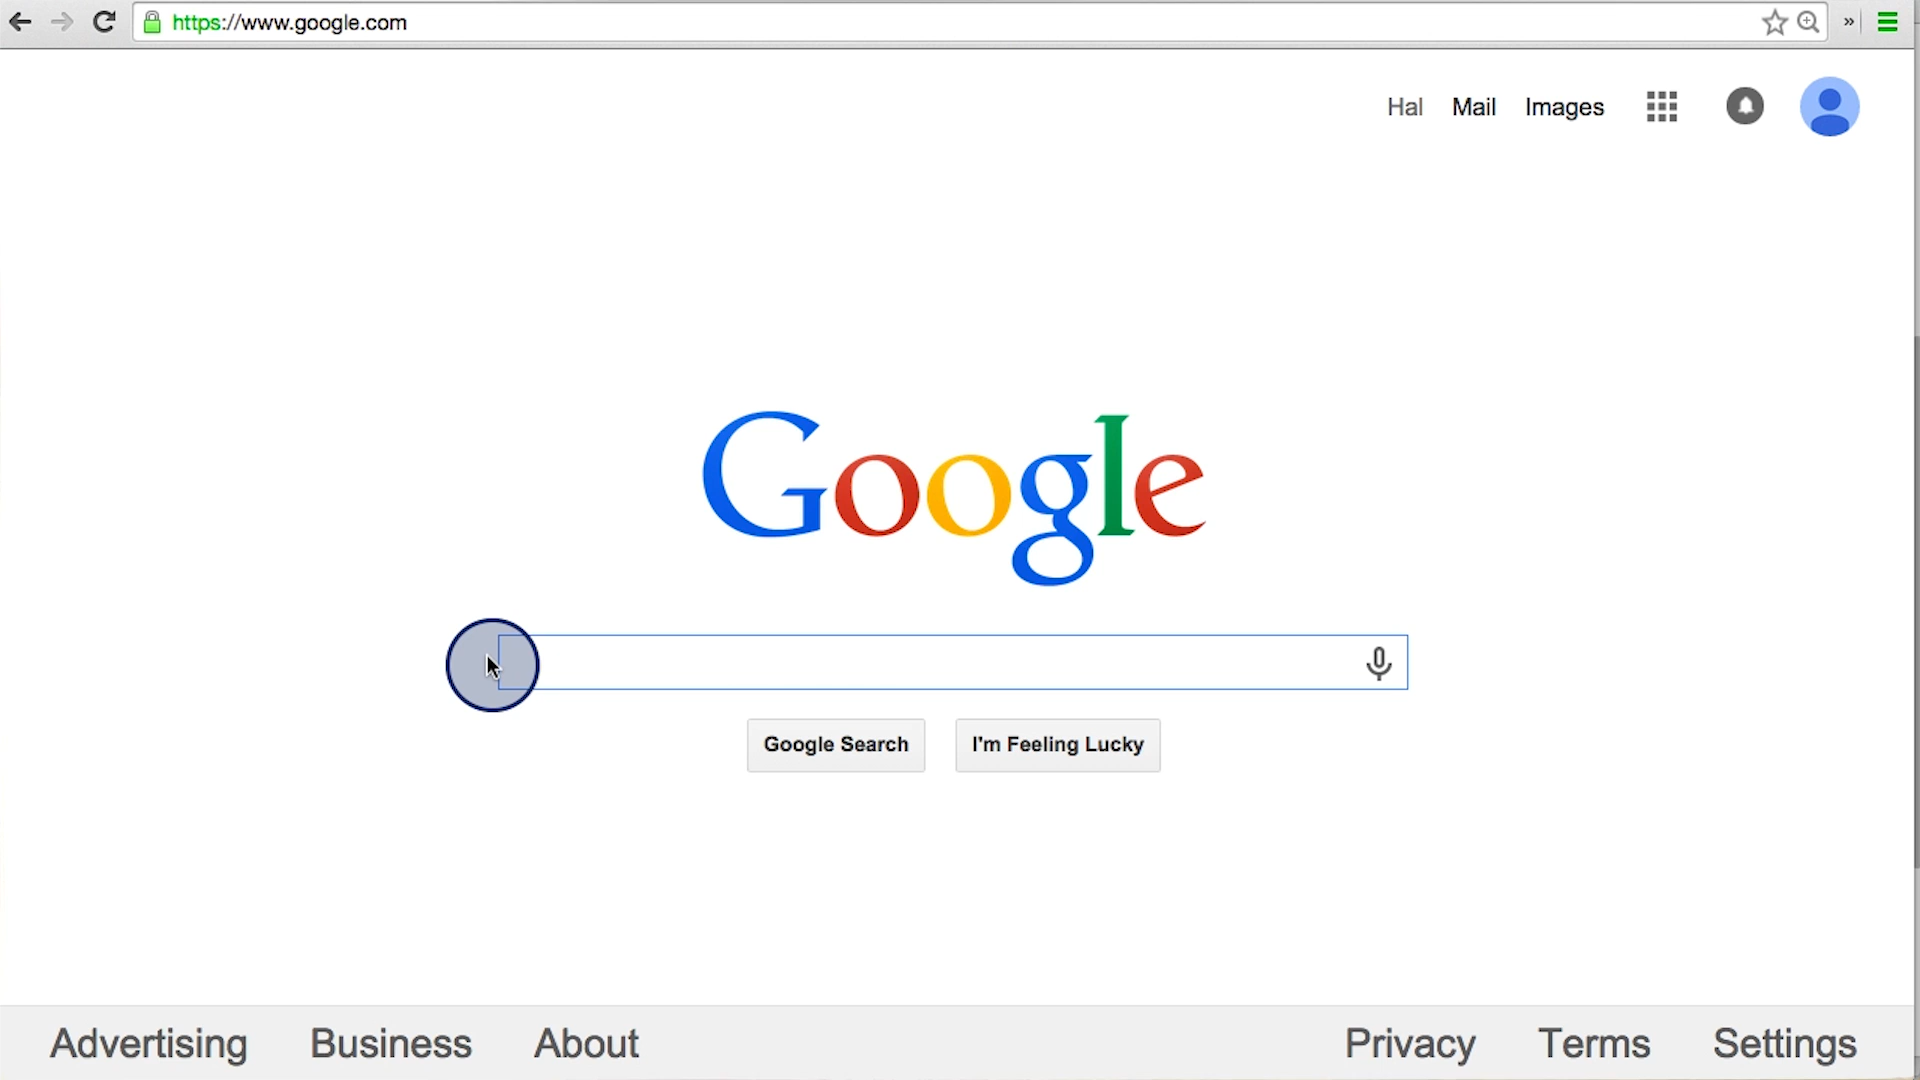 https://www.google.com
Hal Mail Images
Google
Google Search I'm Feeling Lucky
Advertising Business About Privacy Terms Settings